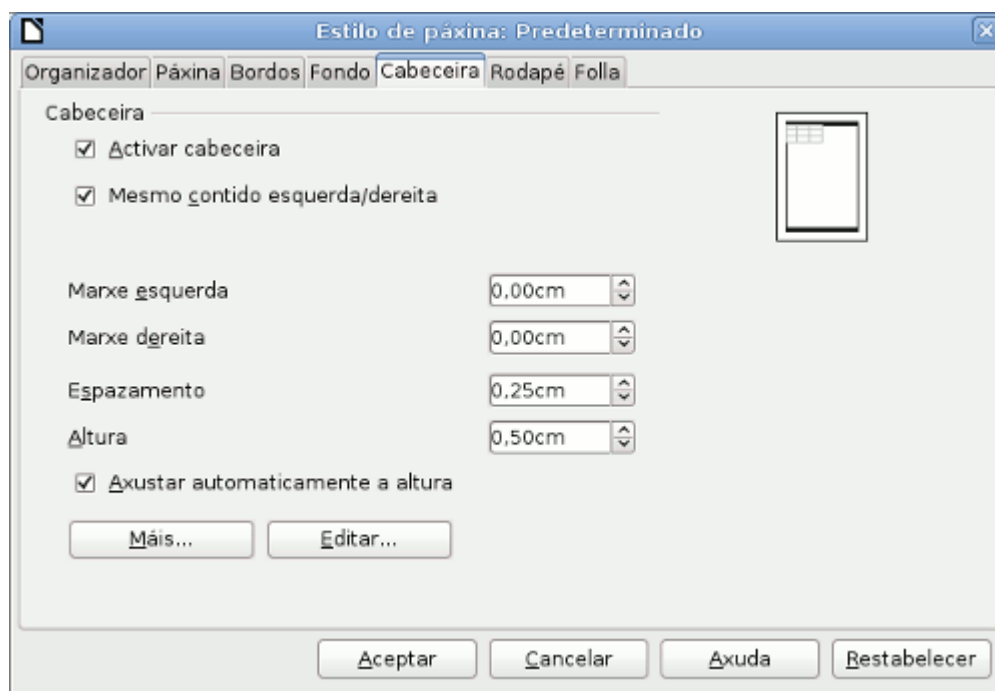 Estilo de páxina: Predeterminado
Organizador Páxina Bordos Fondo Cabeceira Rodapé Folla
Cabeceira
Activar cabeceira
Mesmo contido esquerda/dereita
Marxe esquerda 0,00cm
Marxe dereita 0,00cm
Espazamento 0,25cm
Altura 0,50cm
Axustar automaticamente a altura
Máis... Editar...
Aceptar Cancelar Axuda Restabelecer